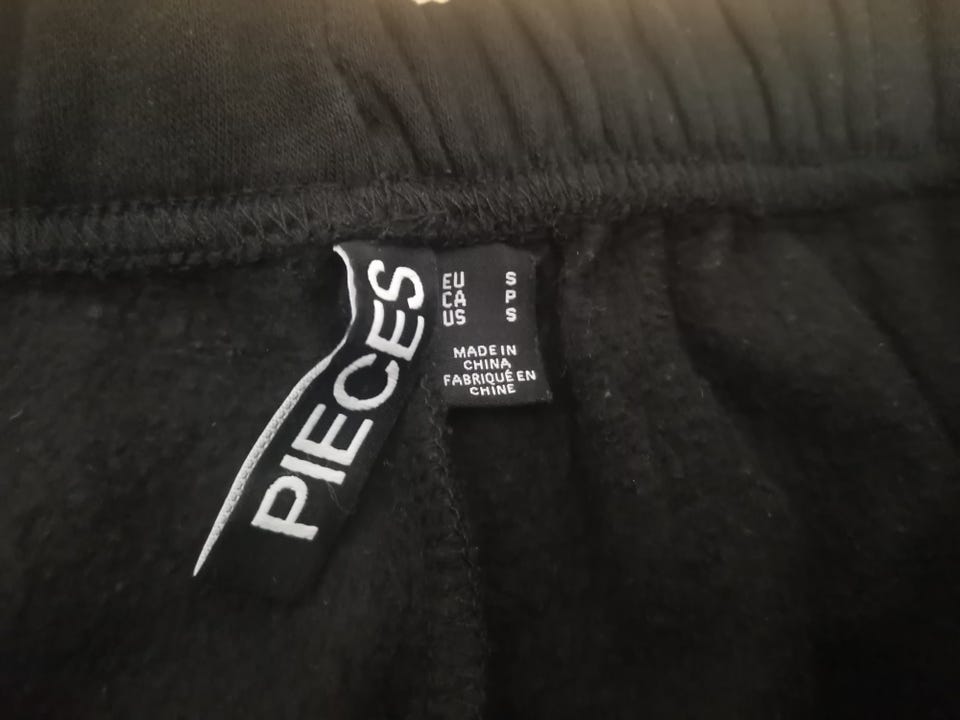 PIECES
EU S
CA P
US S
MADE IN
CHINA
FABRIQUÉ EN
CHINE